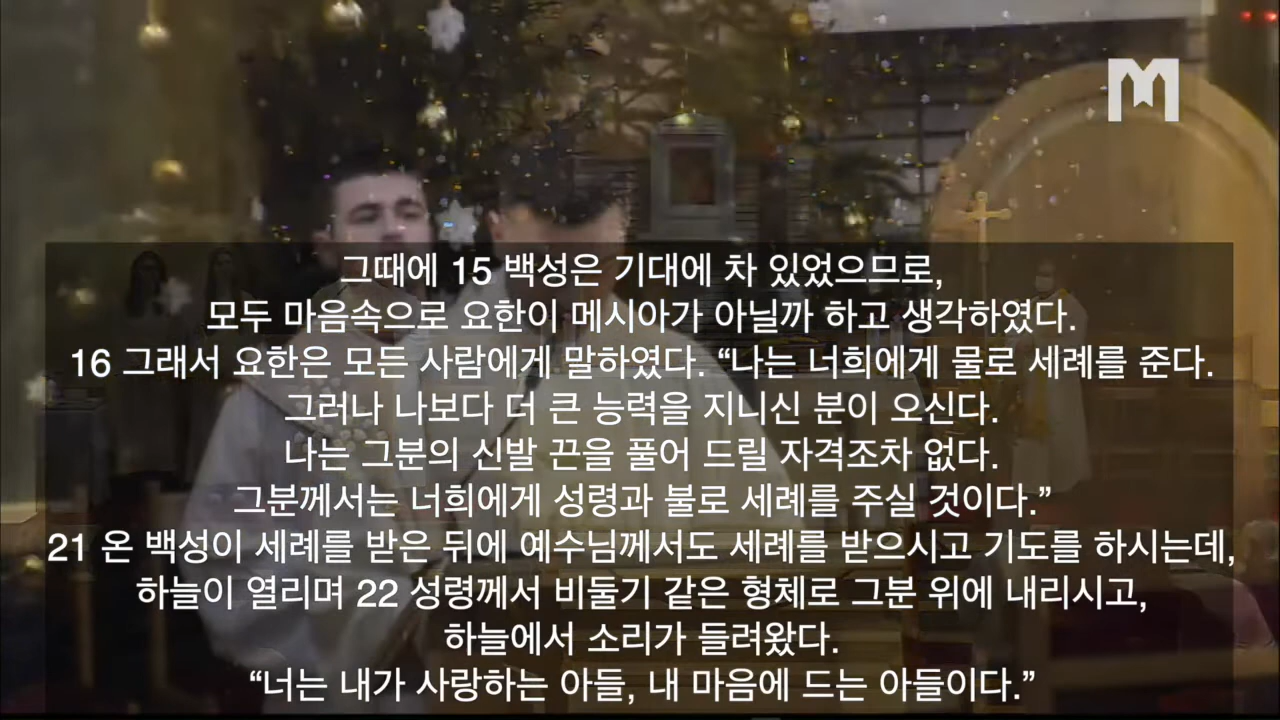 그때에 15 백성은 기대에 차 있었으므로,
모두 마음속으로 요한이 메시아가 아닐까 하고 생각하였다.
16 그래서 요한은 모든 사람에게 말하였다. “나는 너희에게 물로 세례를 준다.
그러나 나보다 더 큰 능력을 지니신 분이 오신다.
나는 그분의 신발 끈을 풀어 드릴 자격조차 없다.
그분께서는 너희에게 성령과 불로 세례를 주실 것이다.”
21 온 백성이 세례를 받은 뒤에 예수님께서도 세례를 받으시고 기도를 하시는데,
하늘이 열리며 22 성령께서 비둘기 같은 형체로 그분 위에 내리시고,
하늘에서 소리가 들려왔다.
“너는 내가 사랑하는 아들, 내 마음에 드는 아들이다.”